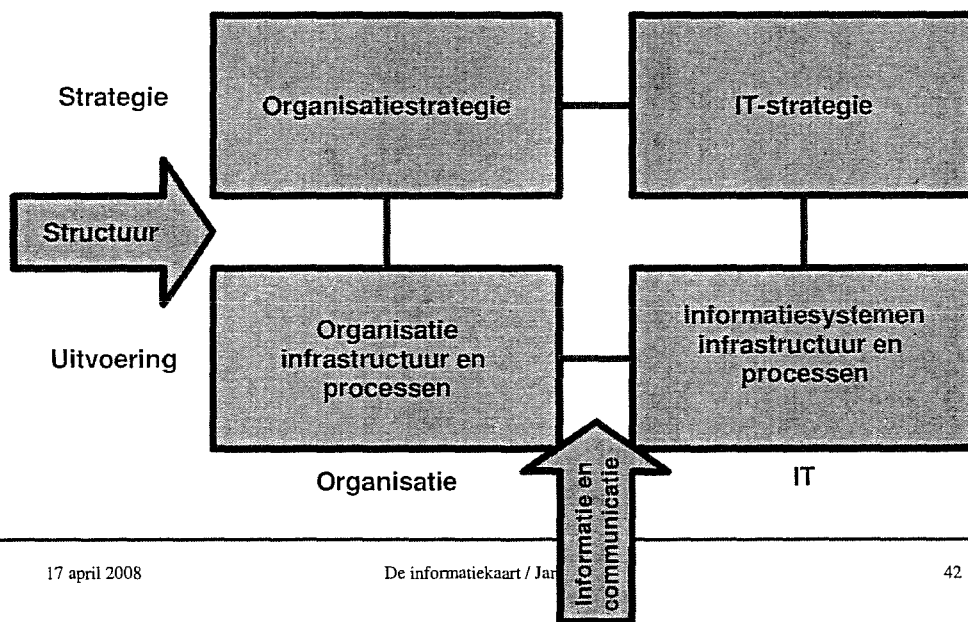 Strategie
Organisatiestrategie
IT-strategie
Structuur
Uitvoering
Organisatie
infrastructuur en
processen
Informatiesystemen
infrastructuur en
processen
Organisatie
IT
Informatie en
communicatie
17 april 2008
De informatiekaart /
42